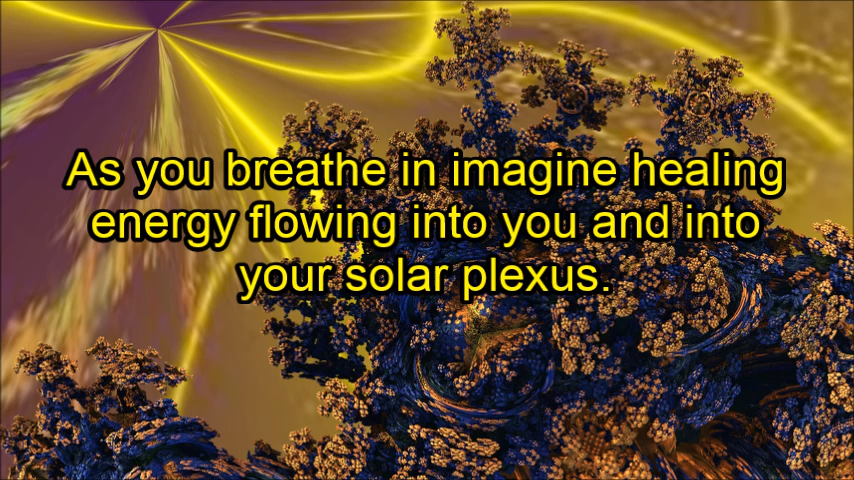 As you breathe in imagine healing
energy flowing into you and into
your solar plexus.